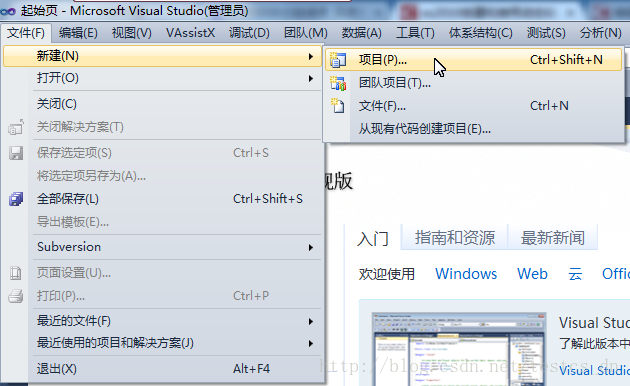 起始页 - Microsoft Visual Studio(管理员)
文件(F) 编辑(E) 视图(V) VAssistX 调试(D) 团队(M) 数据(A) 工具(T) 体系结构(C) 测试(S) 分析(N)
新建(N)
项目(P)... Ctrl+Shift+N
打开(O)
团队项目(T)...
关闭(C)
文件(F)... Ctrl+N
关闭解决方案(T)
从现有代码创建项目(E)...
保存选定项(S) Ctrl+S
将选定项另存为(A)...
舰版
全部保存(L) Ctrl+Shift+S
导出模板(E)...
入门 指南和资源 最新新闻
Subversion
页面设置(U)...
欢迎使用 Windows Web 云 Offic
打印(P)... Ctrl+P
最近的文件(F)
Visual Stud
最近使用的项目和解决方案(J)
了解此版本中
退出(X) Alt+F4
Visual Studi